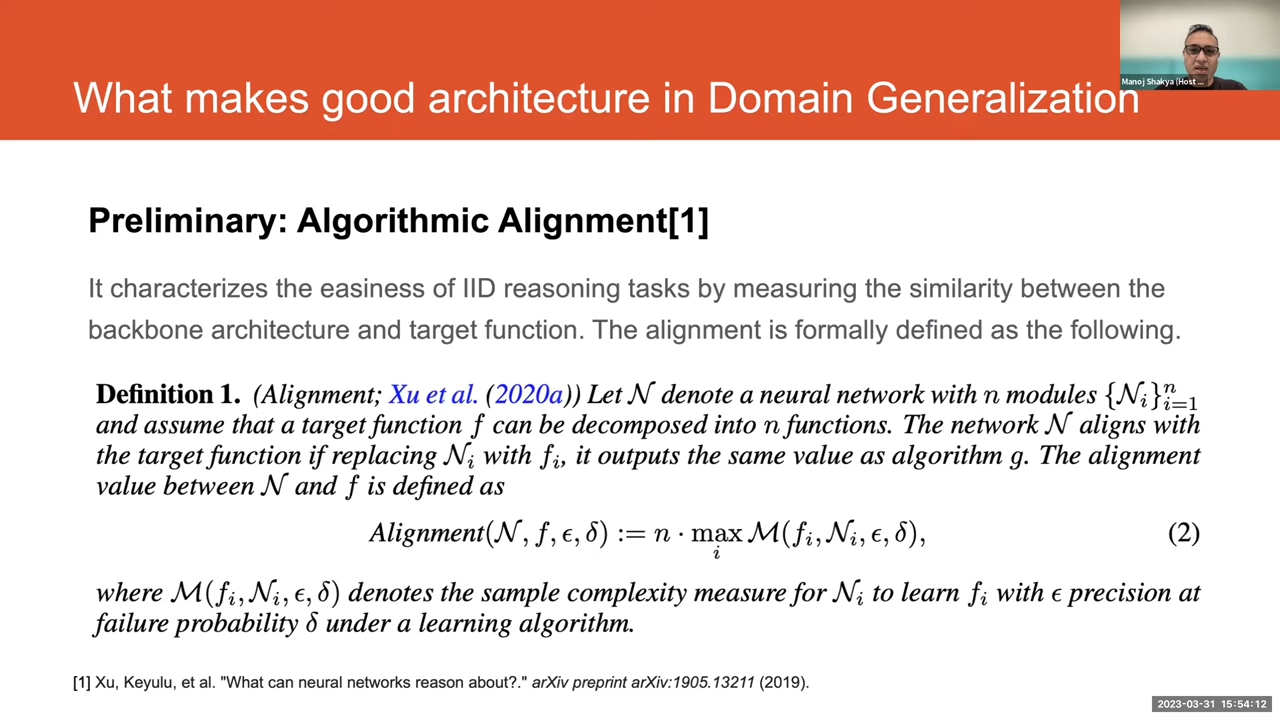 What makes good architecture in Domain Generalization
Manoj Shakya (Host ...
Preliminary: Algorithmic Alignment[1]
It characterizes the easiness of IID reasoning tasks by measuring the similarity between the
backbone architecture and target function. The alignment is formally defined as the following.
Definition 1. (Alignment; Xu et al. (2020a)) Let 𝒩 denote a neural network with n modules {𝒩ᵢ}ⁿᵢ₌₁
and assume that a target function f can be decomposed into n functions. The network 𝒩 aligns with
the target function if replacing 𝒩ᵢ with fᵢ, it outputs the same value as algorithm g. The alignment
value between 𝒩 and f is defined as
Alignment(𝒩, f, ϵ, δ) := n · maxᵢ ℳ(fᵢ, 𝒩ᵢ, ϵ, δ), (2)
where ℳ(fᵢ, 𝒩ᵢ, ϵ, δ) denotes the sample complexity measure for 𝒩ᵢ to learn fᵢ with ϵ precision at
failure probability δ under a learning algorithm.
[1] Xu, Keyulu, et al. "What can neural networks reason about?." arXiv preprint arXiv:1905.13211 (2019).
2023-03-31 15:54:12